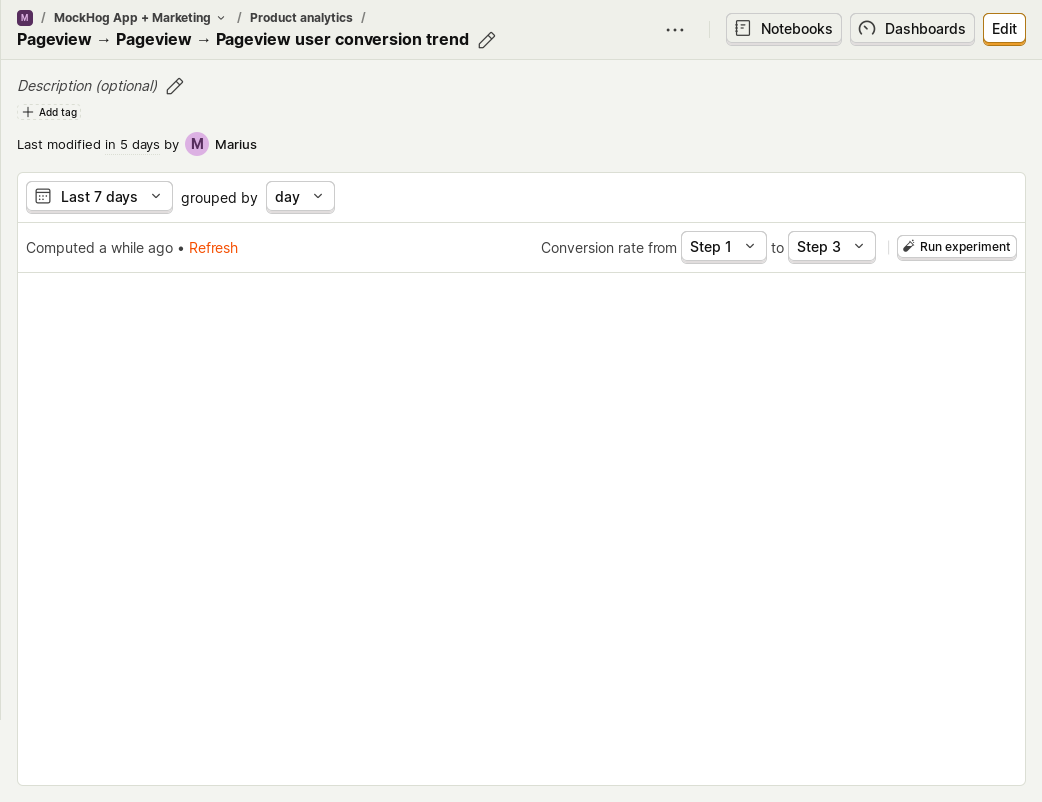 M / MockHog App + Marketing / Product analytics /
Pageview → Pageview → Pageview user conversion trend
Notebooks
Dashboards
Edit
Description (optional)
Add tag
Last modified in 5 days by M Marius
Last 7 days grouped by day
Computed a while ago • Refresh
Conversion rate from Step 1 to Step 3
Run experiment